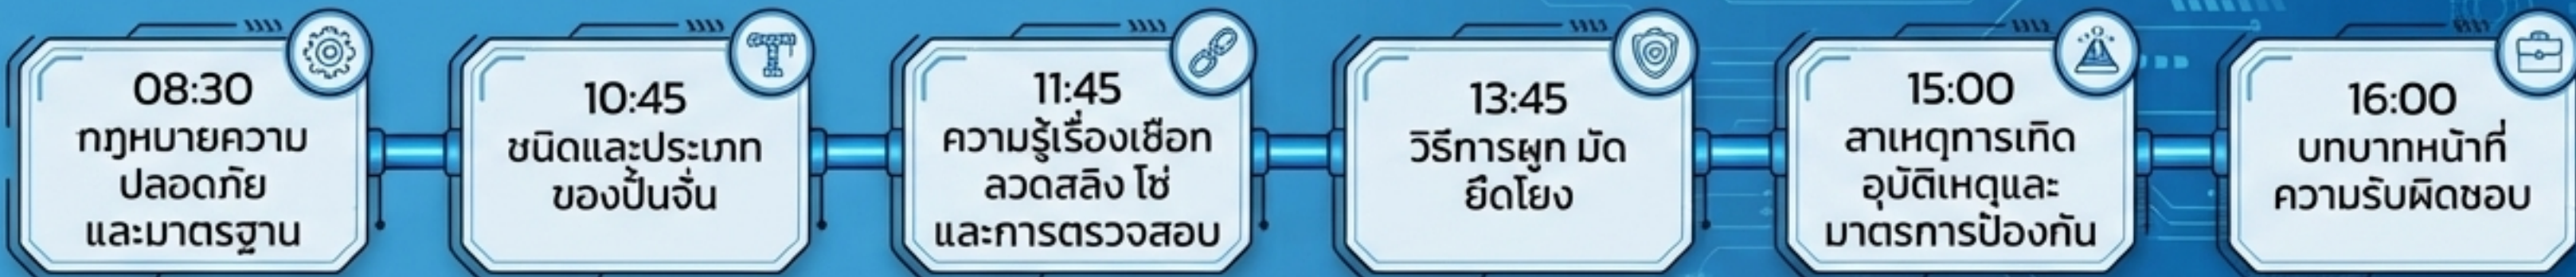 08:30
กฎหมายความ
ปลอดภัย
และมาตรฐาน
10:45
ชนิดและประเภท
ของปั้นจั่น
11:45
ความรู้เรื่องเชือท
ลวดสลิง โซ่
และการตรวจสอบ
13:45
วิธีการผูท มัด
ยึดโยง
15:00
สาเหตุการเทิด
อุบัติเหตุและ
มาตรการป้องกัน
16:00
บทบาทหน้าที่
ความรับผิดชอบ